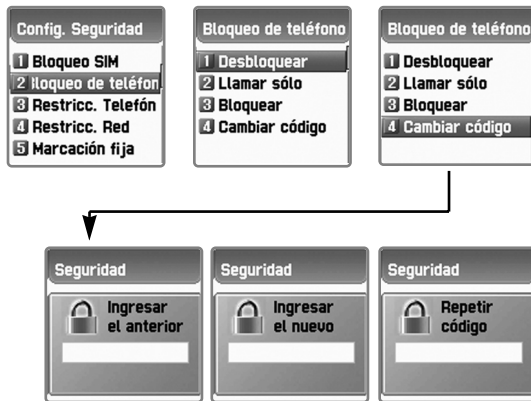 Config. Seguridad
1 Bloqueo SIM
2 loqueo de teléfon
3 Restricc. Telefón
4 Restricc. Red
5 Marcación fija
Bloqueo de teléfono
1 Desbloquear
2 Llamar sólo
3 Bloquear
4 Cambiar código
Bloqueo de teléfono
1 Desbloquear
2 Llamar sólo
3 Bloquear
4 Cambiar código
Seguridad
Ingresar
el anterior
Seguridad
Ingresar
el nuevo
Seguridad
Repetir
código